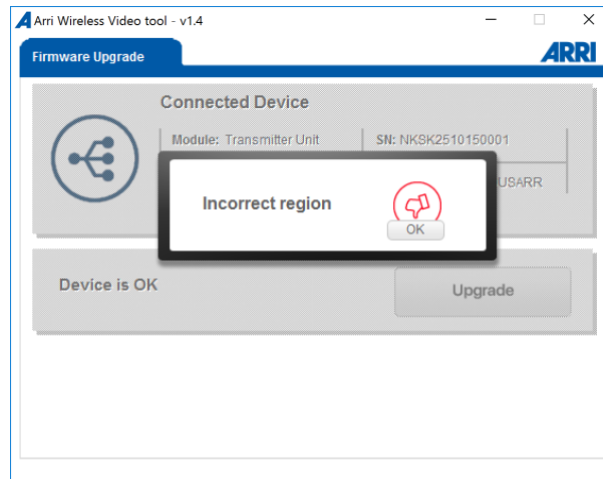 Arri Wireless Video tool - v1.4
Firmware Upgrade
ARRI
Connected Device
Module: Transmitter Unit
SN: NKSK2510150001
USARR
Incorrect region
OK
Device is OK
Upgrade